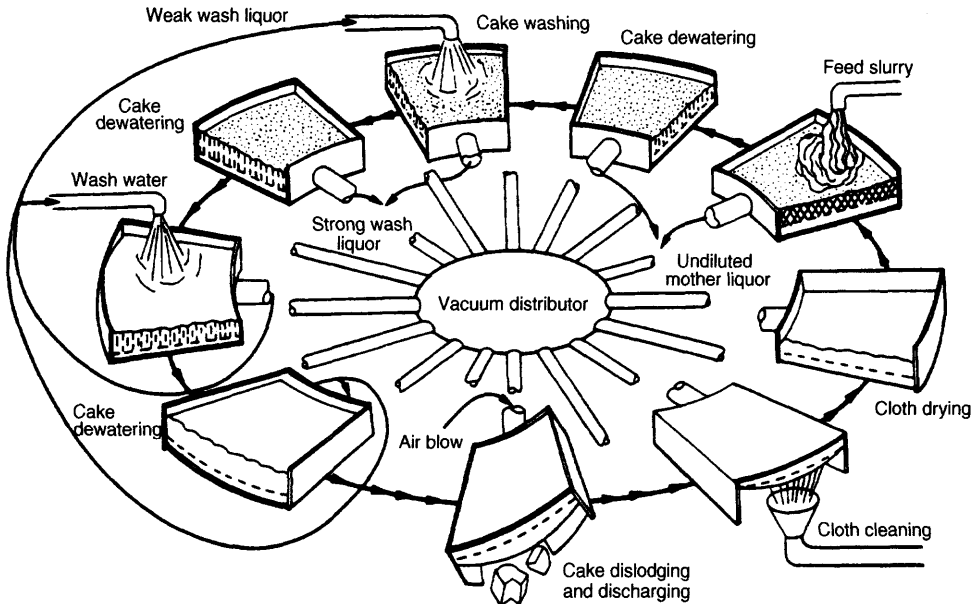 Weak wash liquor
Cake washing
Cake dewatering
Feed slurry
Cake
dewatering
Wash water
Strong wash
liquor
Undiluted
mother liquor
Vacuum distributor
Cake
dewatering
Air blow
Cloth drying
Cloth cleaning
Cake dislodging
and discharging